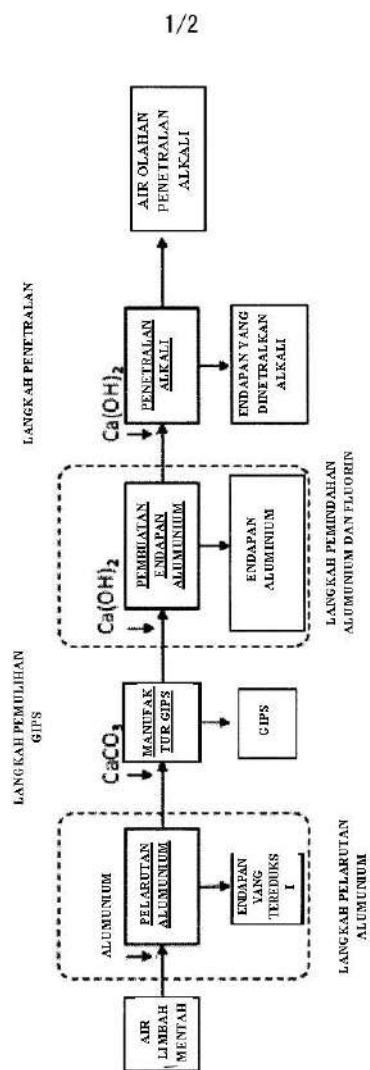 1/2
AIR
LIMBAH
MENTAH
ALUMUNIUM
PELARUTAN
ALUMUNIUM
ENDAPAN
YANG
TEREDUKS
I
LANGKAH PELARUTAN
ALUMUNIUM
LANGKAH PEMULIHAN
GIPS
CaCO₃
MANUFAK
TUR GIPS
GIPS
Ca(OH)₂
PEMBUATAN
ENDAPAN
ALUMUNIUM
ENDAPAN
ALUMINIUM
LANGKAH PEMINDAHAN
ALUMUNIUM DAN FLUORIN
LANGKAH PENETRALAN
Ca(OH)₂
PENETRALAN
ALKALI
ENDAPAN YANG
DINETRALKAN
ALKALI
AIR OLAHAN
PENETRALAN
ALKALI